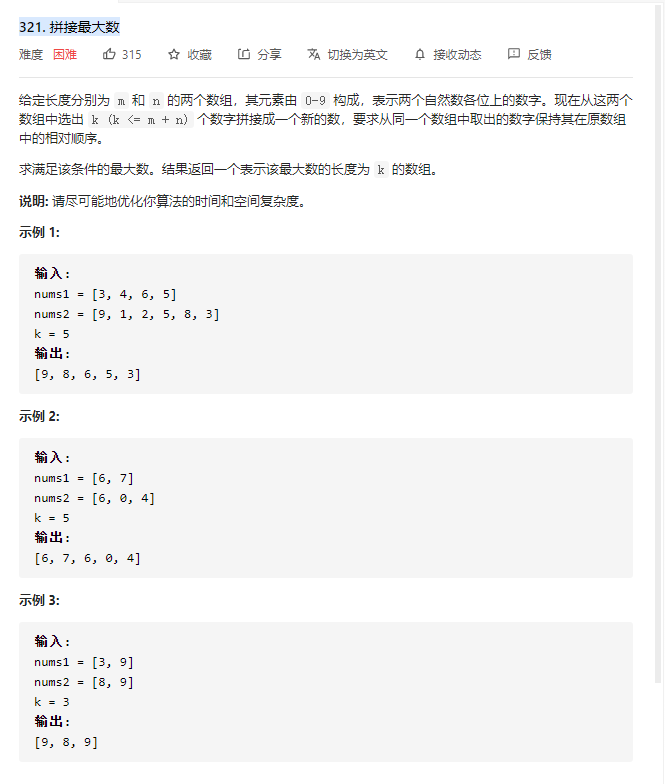 321. 拼接最大数
难度 困难 315 收藏 分享 切换为英文 接收动态 反馈
给定长度分别为 m 和 n 的两个数组，其元素由 0-9 构成，表示两个自然数各位上的数字。现在从这两个
数组中选出 k (k <= m + n) 个数字拼接成一个新的数，要求从同一个数组中取出的数字保持其在原数组
中的相对顺序。
求满足该条件的最大数。结果返回一个表示该最大数的长度为 k 的数组。
说明: 请尽可能地优化你算法的时间和空间复杂度。
示例 1:
输入:
nums1 = [3, 4, 6, 5]
nums2 = [9, 1, 2, 5, 8, 3]
k = 5
输出:
[9, 8, 6, 5, 3]
示例 2:
输入:
nums1 = [6, 7]
nums2 = [6, 0, 4]
k = 5
输出:
[6, 7, 6, 0, 4]
示例 3:
输入:
nums1 = [3, 9]
nums2 = [8, 9]
k = 3
输出:
[9, 8, 9]